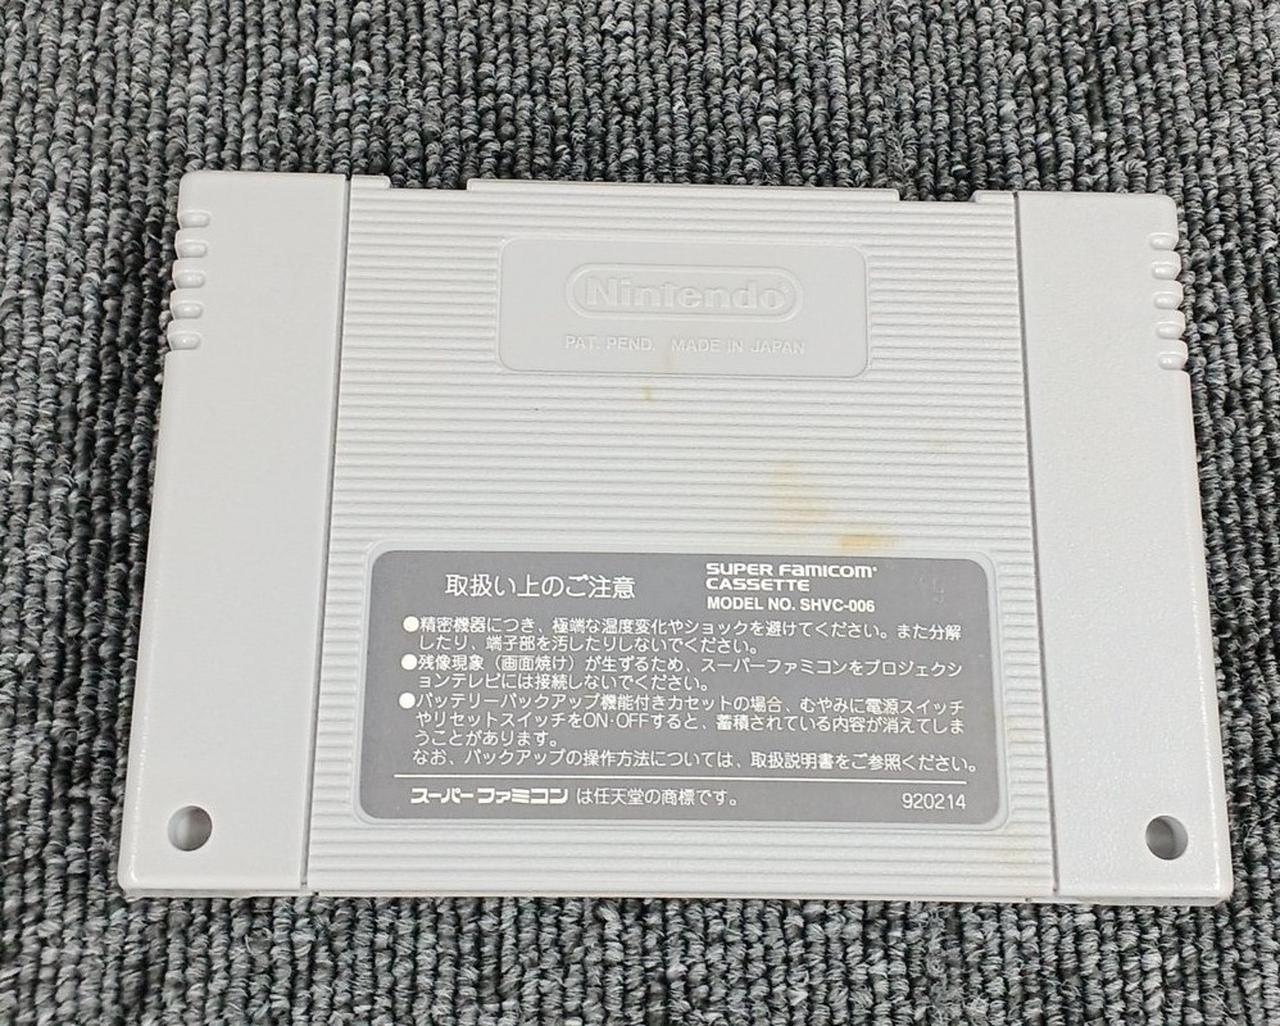 Nintendo
PAT. PEND. MADE IN JAPAN
取扱い上のご注意
SUPER FAMICOM
CASSETTE
MODEL NO. SHVC-006
●精密機器につき、極端な温度変化やショックを避けてください。また分解
したり、端子部を汚したりしないでください。
●残像現象（画面焼け）が生ずるため、スーパーファミコンをプロジェクシ
ョンテレビには接続しないでください。
●バッテリーバックアップ機能付きカセットの場合、むやみに電源スイッチ
やリセットスイッチをON·OFFすると、蓄積されている内容が消えてしま
うことがあります。
なお、バックアップの操作方法については、取扱説明書をご参照ください。
スーパーファミコン は任天堂の商標です。
920214